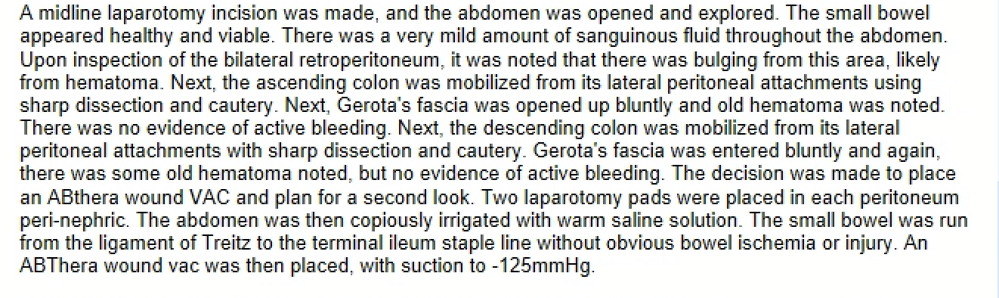 A midline laparotomy incision was made, and the abdomen was opened and explored. The small bowel
appeared healthy and viable. There was a very mild amount of sanguinous fluid throughout the abdomen.
Upon inspection of the bilateral retroperitoneum, it was noted that there was bulging from this area, likely
from hematoma. Next, the ascending colon was mobilized from its lateral peritoneal attachments using
sharp dissection and cautery. Next, Gerota's fascia was opened up bluntly and old hematoma was noted.
There was no evidence of active bleeding. Next, the descending colon was mobilized from its lateral
peritoneal attachments with sharp dissection and cautery. Gerota's fascia was entered bluntly and again,
there was some old hematoma noted, but no evidence of active bleeding. The decision was made to place
an ABthera wound VAC and plan for a second look. Two laparotomy pads were placed in each peritoneum
peri-nephric. The abdomen was then copiously irrigated with warm saline solution. The small bowel was run
from the ligament of Treitz to the terminal ileum staple line without obvious bowel ischemia or injury. An
ABThera wound vac was then placed, with suction to -125mmHg.